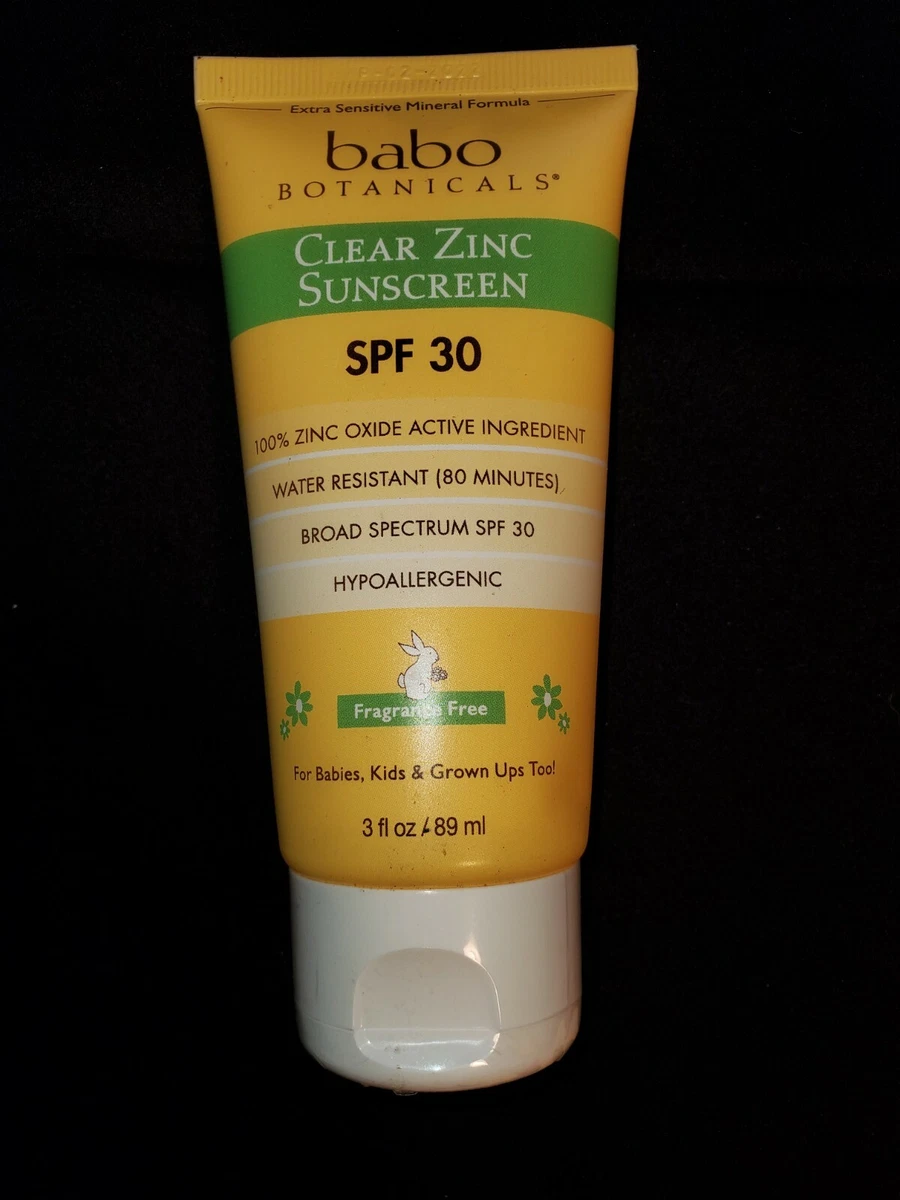 Extra Sensitive Mineral Formula
babo
BOTANICALS®
CLEAR ZINC
SUNSCREEN
SPF 30
100% ZINC OXIDE ACTIVE INGREDIENT
WATER RESISTANT (80 MINUTES)
BROAD SPECTRUM SPF 30
HYPOALLERGENIC
Fragrance Free
For Babies, Kids & Grown Ups Too!
3 fl oz / 89 ml